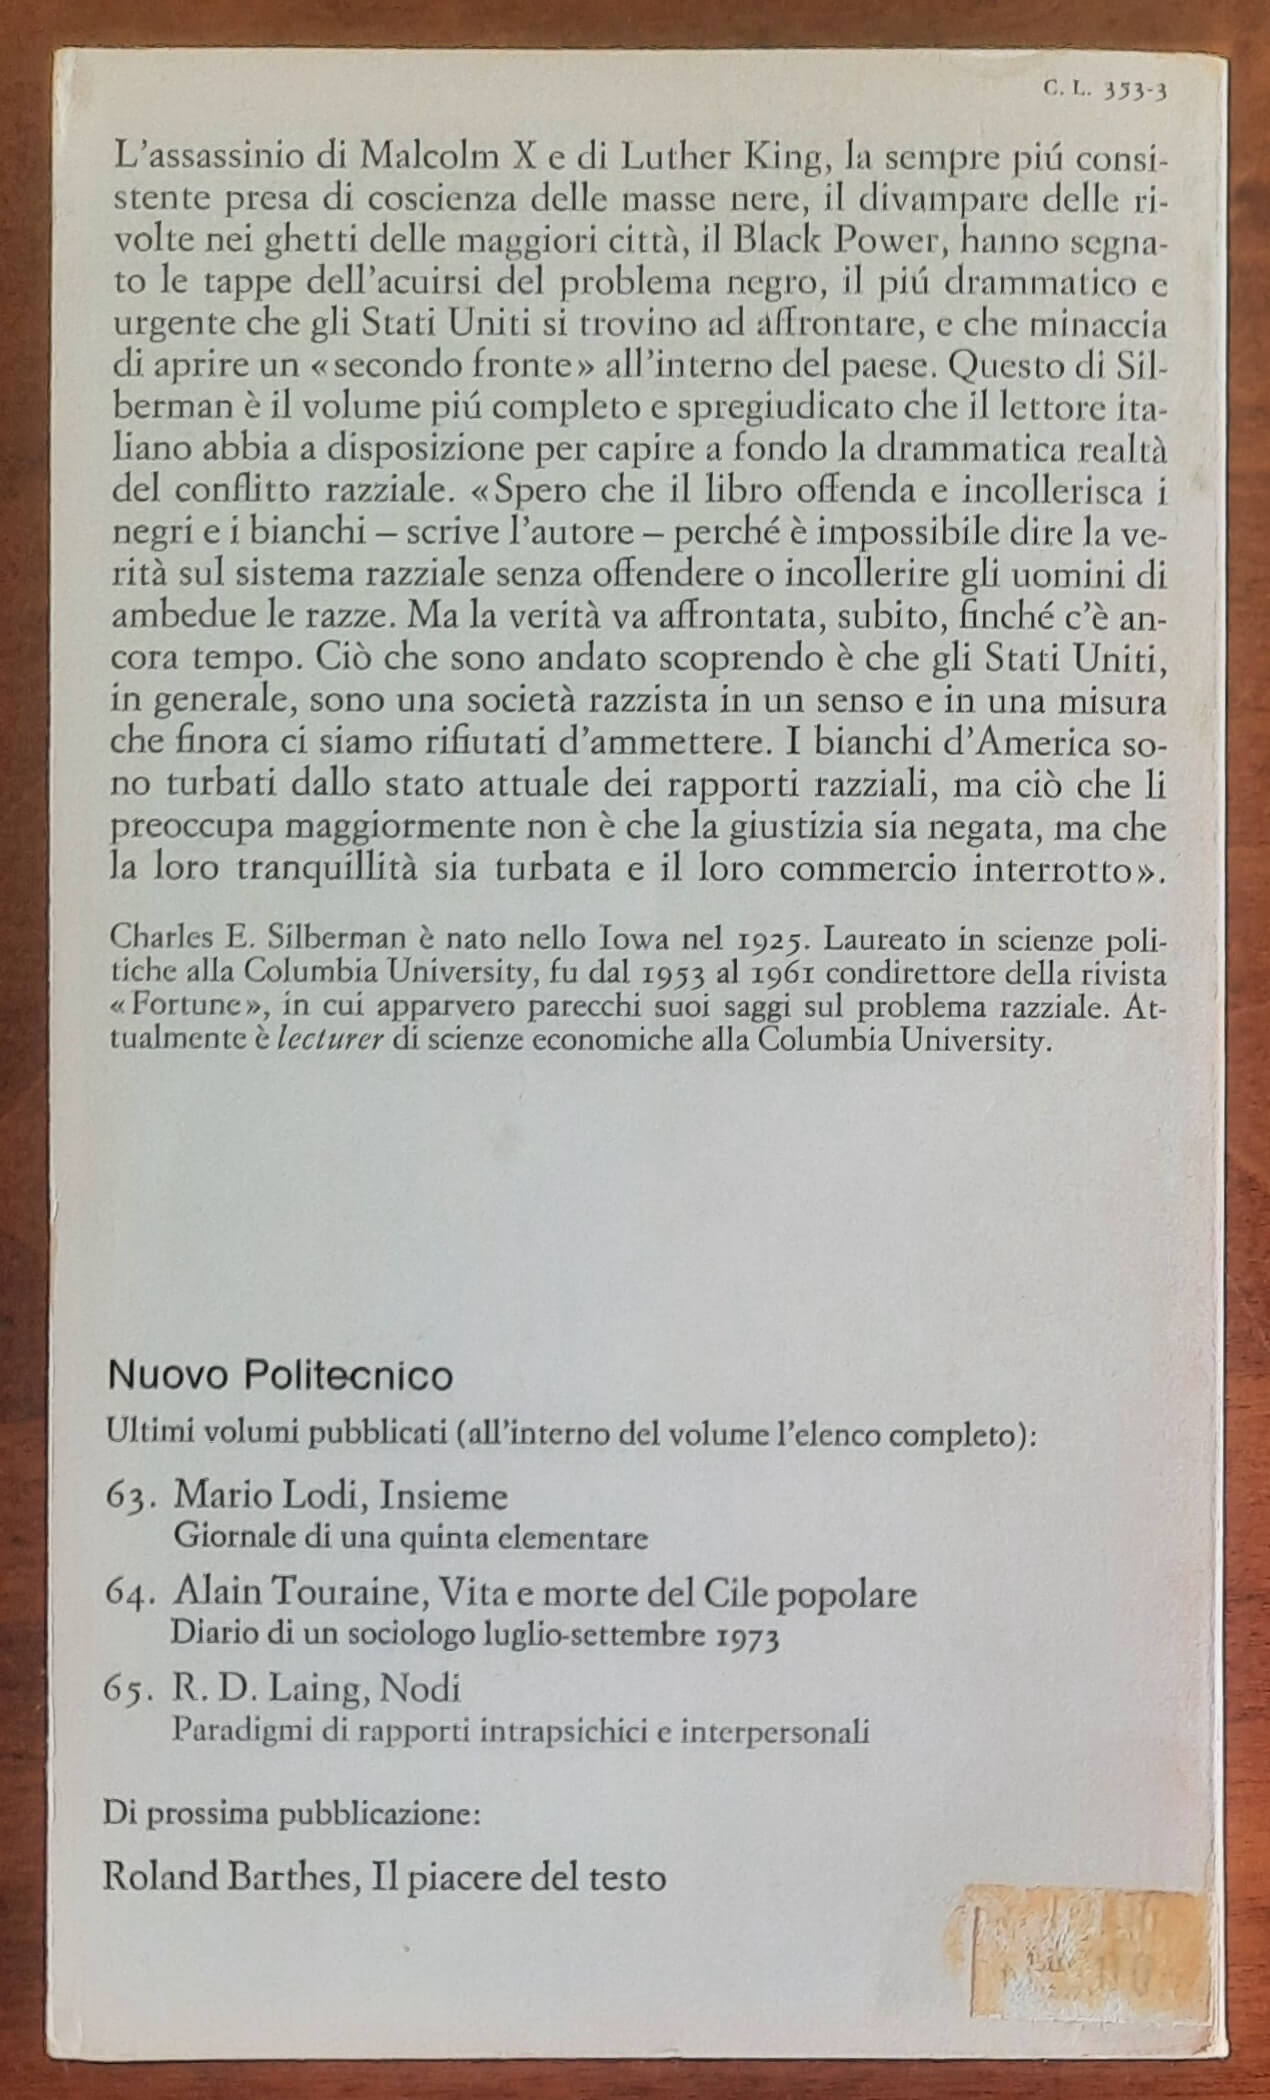 C. L. 353-3
L'assassinio di Malcolm X e di Luther King, la sempre piú consi-
stente presa di coscienza delle masse nere, il divampare delle ri-
volte nei ghetti delle maggiori città, il Black Power, hanno segna-
to le tappe dell'acuirsi del problema negro, il piú drammatico e
urgente che gli Stati Uniti si trovino ad affrontare, e che minaccia
di aprire un «secondo fronte» all'interno del paese. Questo di Sil-
berman è il volume piú completo e spregiudicato che il lettore ita-
liano abbia a disposizione per capire a fondo la drammatica realtà
del conflitto razziale. «Spero che il libro offenda e incollerisca i
negri e i bianchi – scrive l'autore – perché è impossibile dire la ve-
rità sul sistema razziale senza offendere o incollerire gli uomini di
ambedue le razze. Ma la verità va affrontata, subito, finché c'è an-
cora tempo. Ciò che sono andato scoprendo è che gli Stati Uniti,
in generale, sono una società razzista in un senso e in una misura
che finora ci siamo rifiutati d'ammettere. I bianchi d'America so-
no turbati dallo stato attuale dei rapporti razziali, ma ciò che li
preoccupa maggiormente non è che la giustizia sia negata, ma che
la loro tranquillità sia turbata e il loro commercio interrotto».
Charles E. Silberman è nato nello Iowa nel 1925. Laureato in scienze poli-
tiche alla Columbia University, fu dal 1953 al 1961 condirettore della rivista
«Fortune», in cui apparvero parecchi suoi saggi sul problema razziale. At-
tualmente è lecturer di scienze economiche alla Columbia University.
Nuovo Politecnico
Ultimi volumi pubblicati (all'interno del volume l'elenco completo):
63. Mario Lodi, Insieme
Giornale di una quinta elementare
64. Alain Touraine, Vita e morte del Cile popolare
Diario di un sociologo luglio-settembre 1973
65. R. D. Laing, Nodi
Paradigmi di rapporti intrapsichici e interpersonali
Di prossima pubblicazione:
Roland Barthes, Il piacere del testo